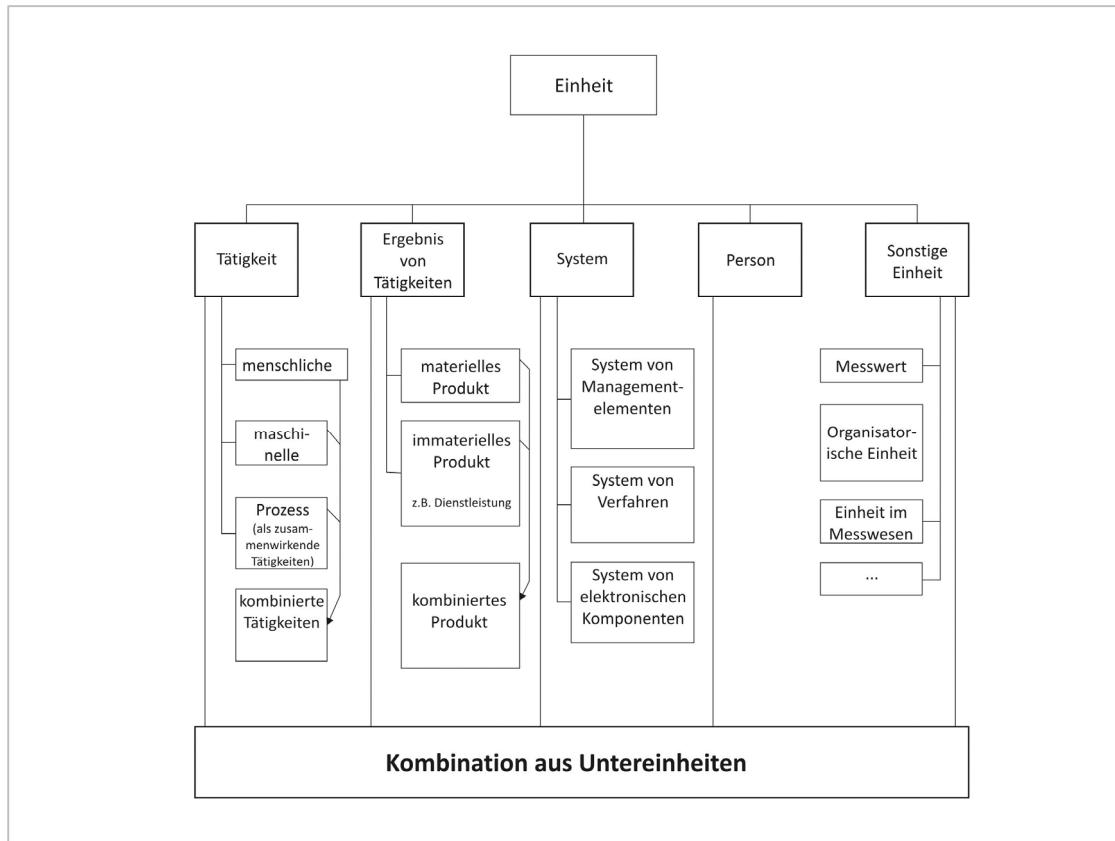 Einheit
Tätigkeit
Ergebnis
von
Tätigkeiten
System
Person
Sonstige
Einheit
menschliche
maschi-
nelle
Prozess
(als zusam-
menwirkende
Tätigkeiten)
kombinierte
Tätigkeiten
materielles
Produkt
immaterielles
Produkt
z.B. Dienstleistung
kombiniertes
Produkt
System von
Management-
elementen
System von
Verfahren
System von
elektronischen
Komponenten
Messwert
Organisator-
ische Einheit
Einheit im
Messwesen
...
Kombination aus Untereinheiten